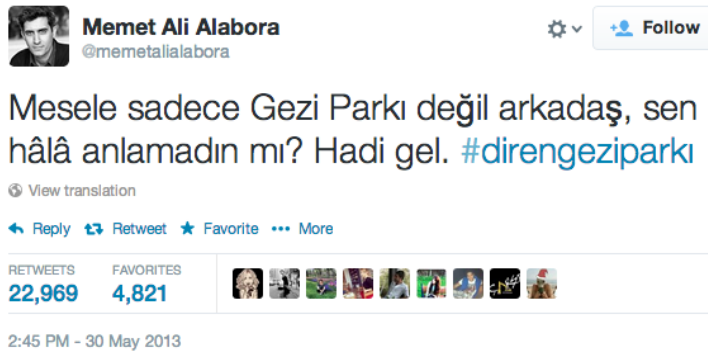 Memet Ali Alabora
@memetalialabora
Follow
Mesele sadece Gezi Parkı değil arkadaş, sen
hâlâ anlamadın mı? Hadi gel. #direngeziparkı
View translation
Reply Retweet Favorite ••• More
RETWEETS FAVORITES
22,969 4,821
2:45 PM - 30 May 2013